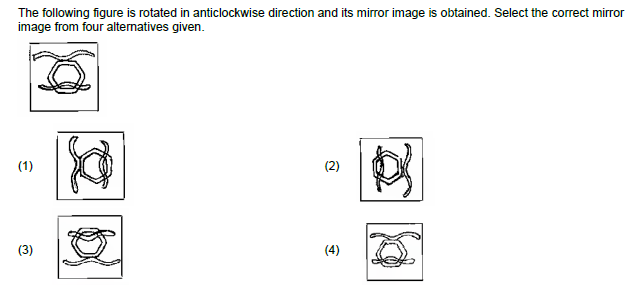 The following figure is rotated in anticlockwise direction and its mirror image is obtained. Select the correct mirror
image from four alternatives given.
(1)
(2)
(3)
(4)